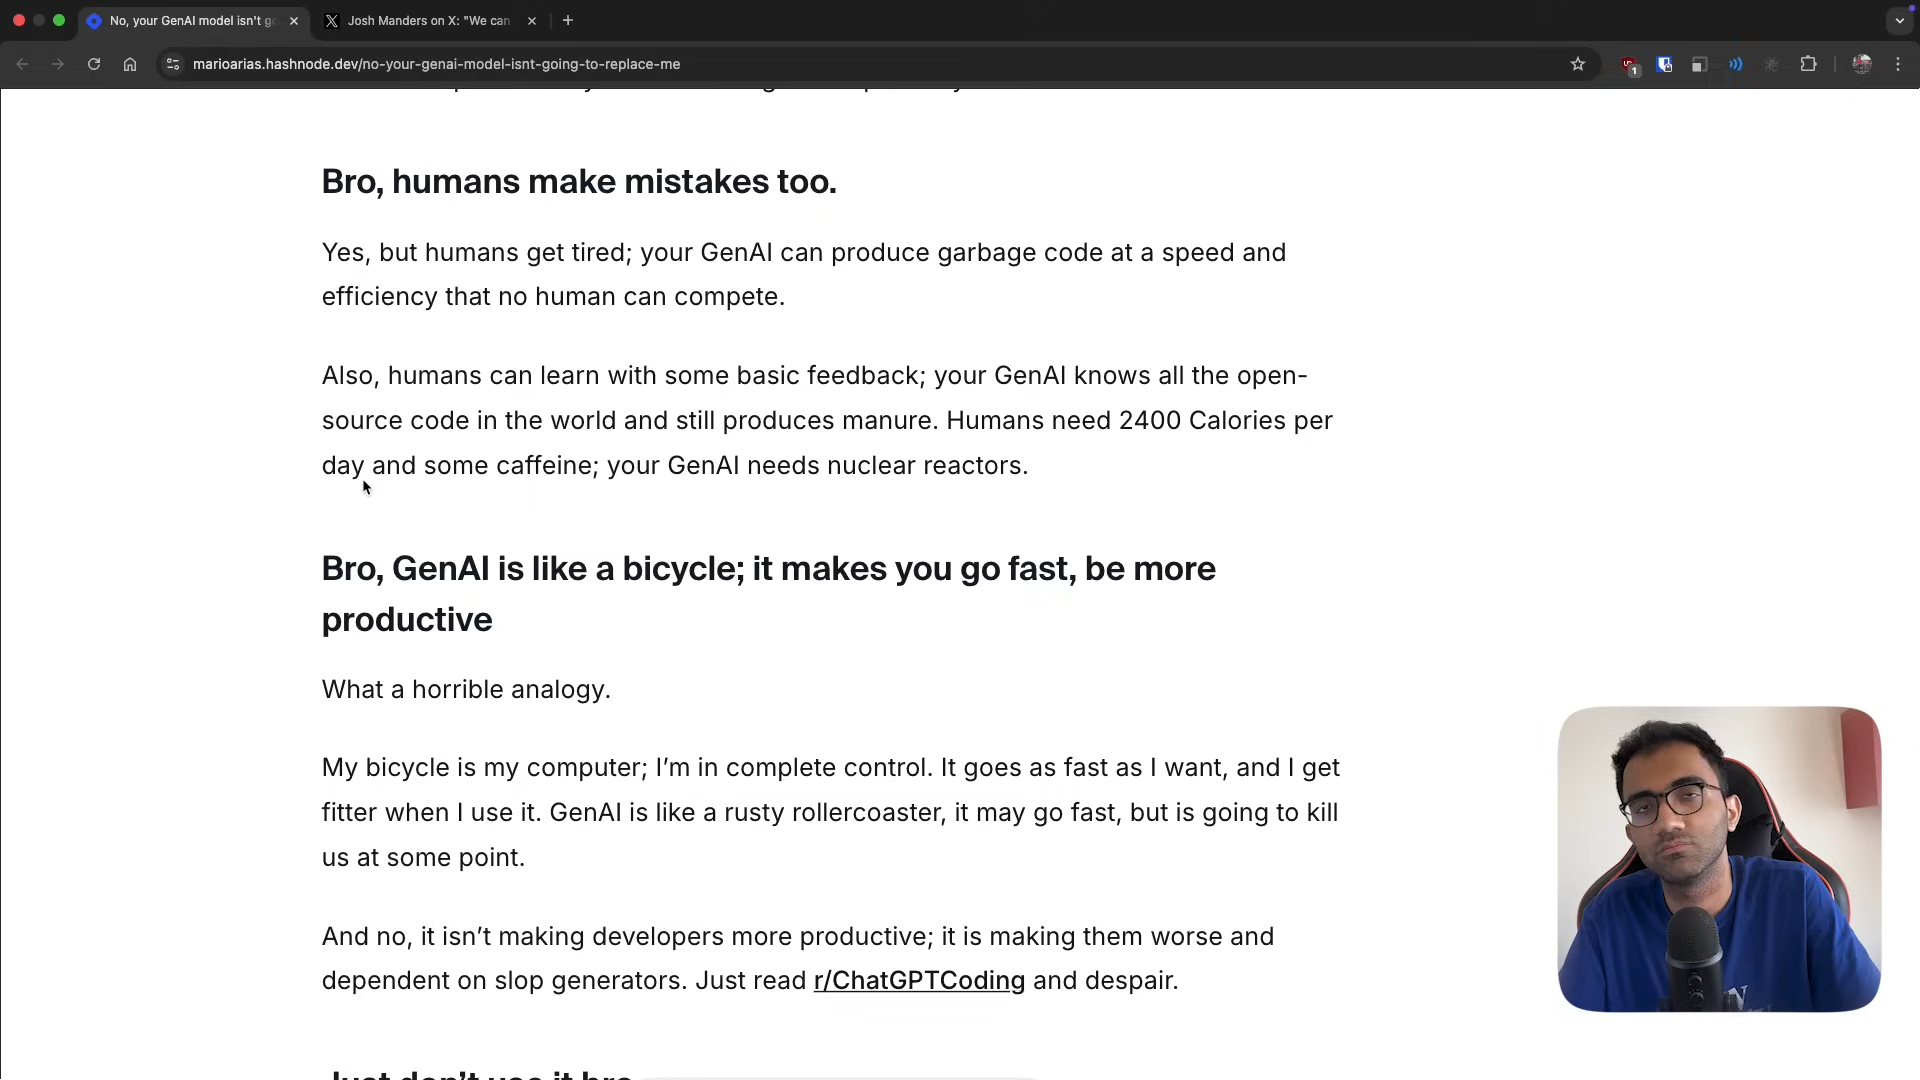 No, your GenAI model isn't g
Josh Manders on X: "We can
marioarias.hashnode.dev/no-your-genai-model-isnt-going-to-replace-me
1
Bro, humans make mistakes too.
Yes, but humans get tired; your GenAI can produce garbage code at a speed and
efficiency that no human can compete.
Also, humans can learn with some basic feedback; your GenAI knows all the open-
source code in the world and still produces manure. Humans need 2400 Calories per
day and some caffeine; your GenAI needs nuclear reactors.
Bro, GenAI is like a bicycle; it makes you go fast, be more
productive
What a horrible analogy.
My bicycle is my computer; I’m in complete control. It goes as fast as I want, and I get
fitter when I use it. GenAI is like a rusty rollercoaster, it may go fast, but is going to kill
us at some point.
And no, it isn’t making developers more productive; it is making them worse and
dependent on slop generators. Just read r/ChatGPTCoding and despair.
Just don’t use it bro